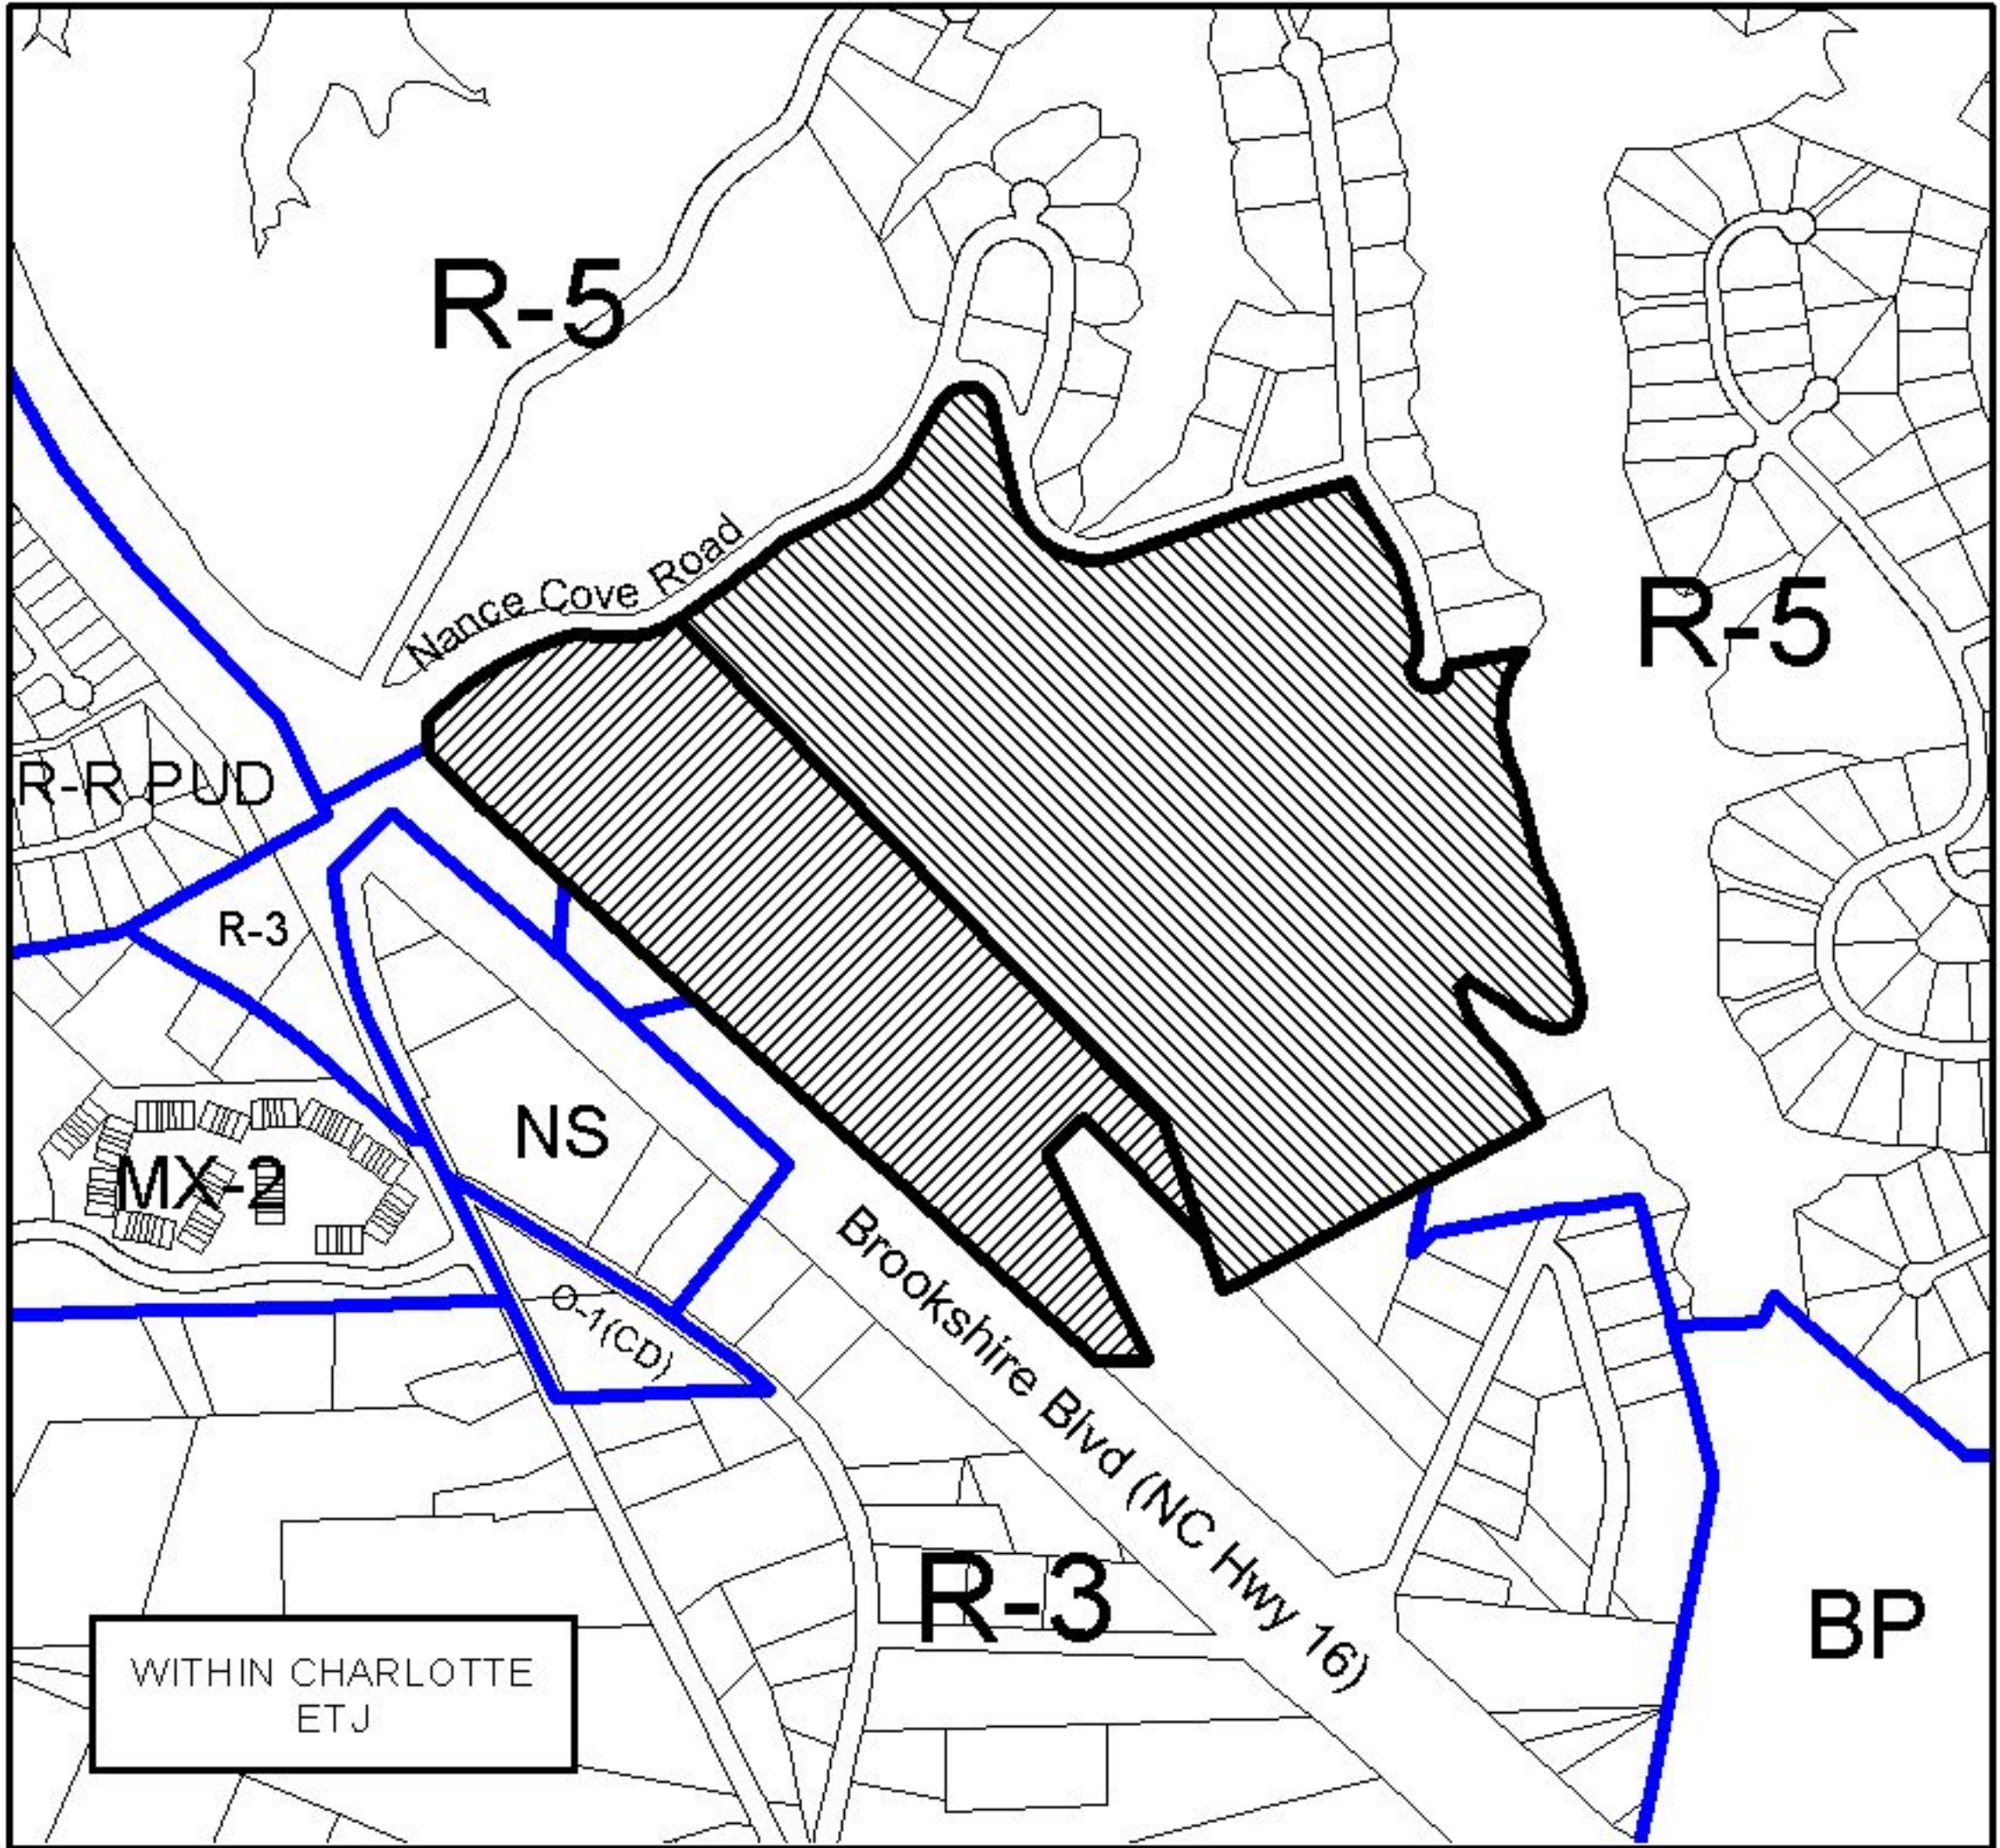 R-5
Nance Cove Road
R-5
R-R PUD
R-3
NS
MX-2
O-1(CD)
Brookshire Blvd (NC Hwy 16)
R-3
BP
WITHIN CHARLOTTE
ETJ